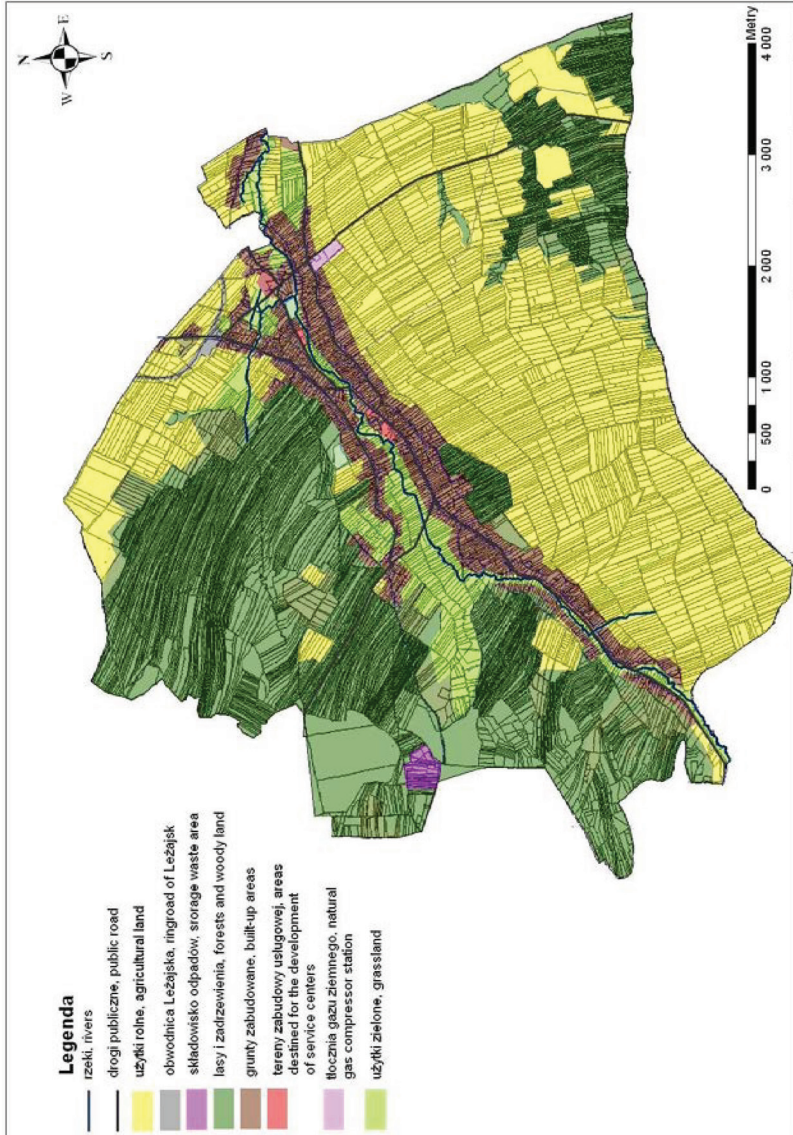 Legenda
rzeki, rivers
drogi publiczne, public road
użytki rolne, agricultural land
obwodnica Leżajska, ringroad of Leżajsk
składowisko odpadów, srorage waste area
lasy i zadrzewienia, forests and woody land
grunty zabudowane, built-up areas
tereny zabudowy usługowej, areas
destined for the development
of service centers
tłocznia gazu ziemnego, natural
gas compressor station
użytki zielone, grassland
N
E
W
S
0 500 1 000 2 000 3 000 4 000
Metry